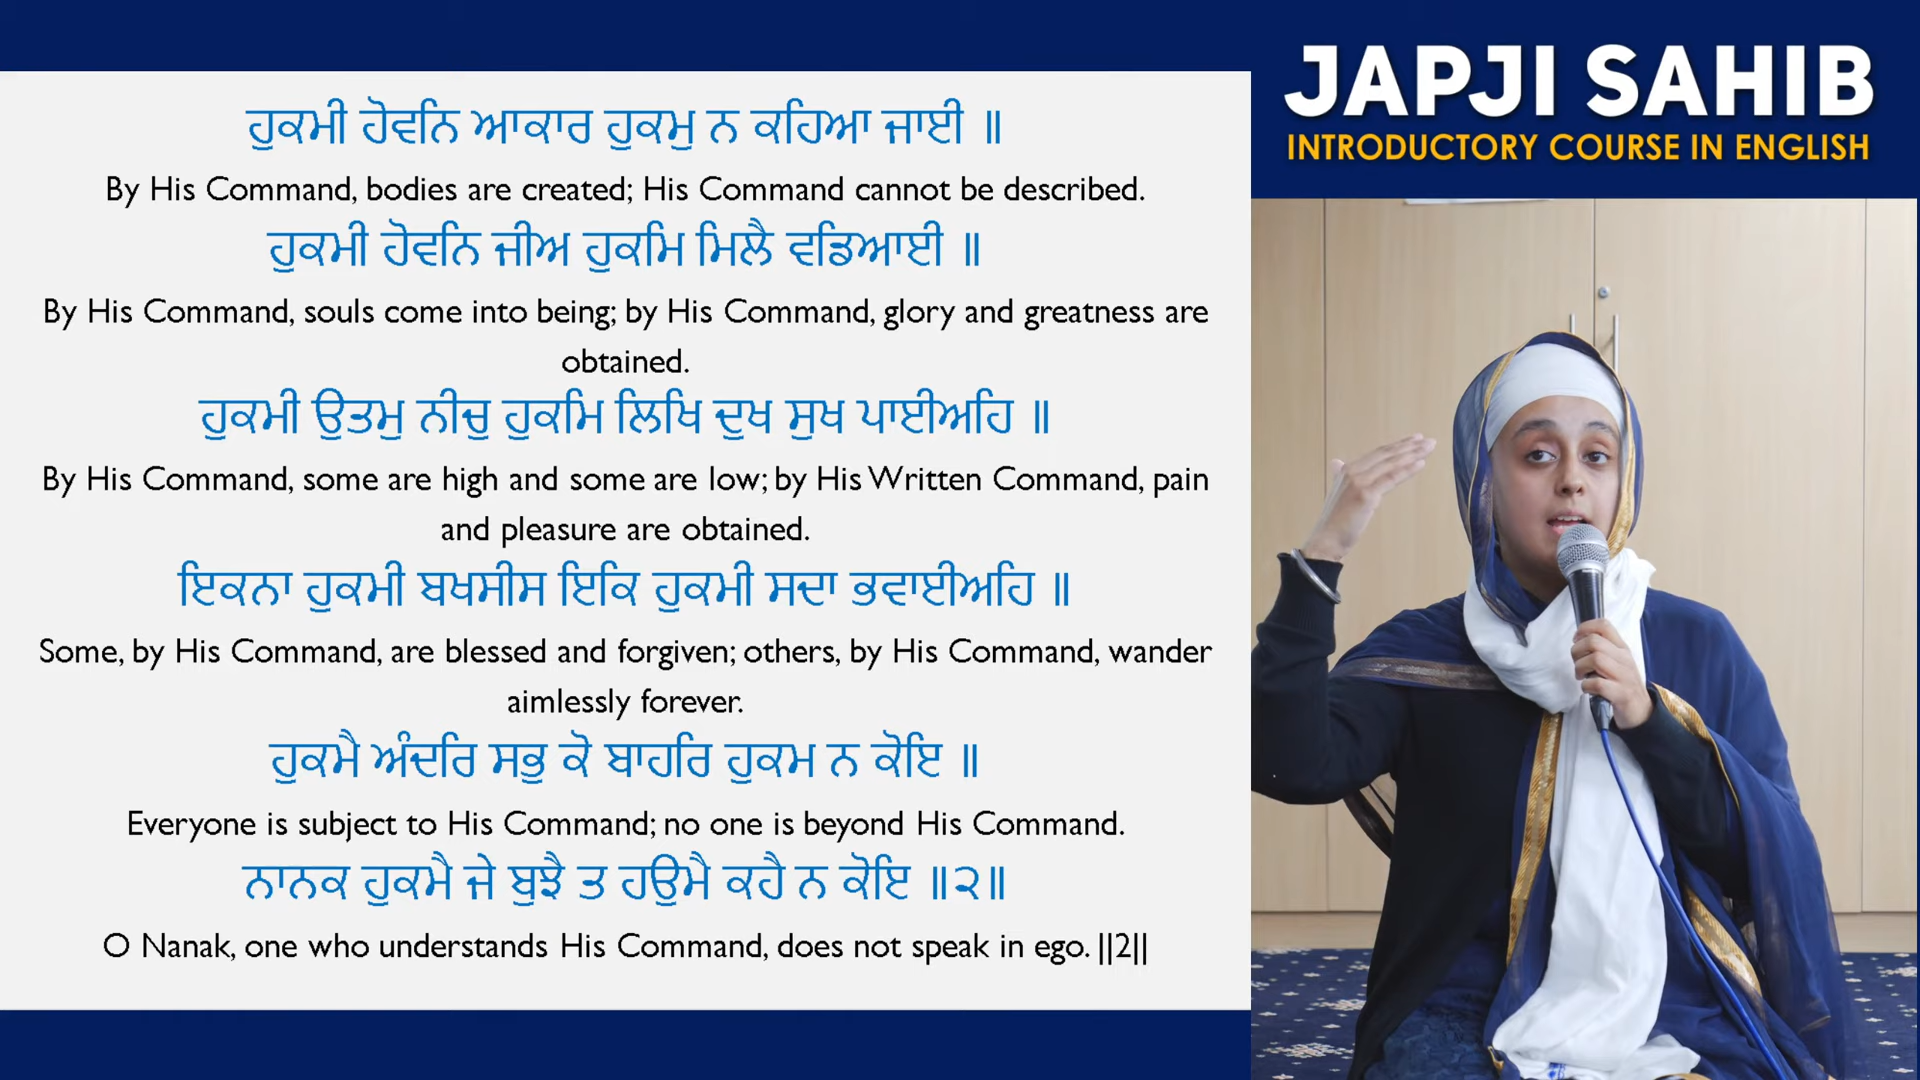 ਹੁਕਮੀ ਹੋਵਨਿ ਆਕਾਰ ਹੁਕਮੁ ਨ ਕਹਿਆ ਜਾਈ ॥
By His Command, bodies are created; His Command cannot be described.
ਹੁਕਮੀ ਹੋਵਨਿ ਜੀਅ ਹੁਕਮਿ ਮਿਲੈ ਵਡਿਆਈ ॥
By His Command, souls come into being; by His Command, glory and greatness are
obtained.
ਹੁਕਮੀ ਉਤਮੁ ਨੀਚੁ ਹੁਕਮਿ ਲਿਖਿ ਦੁਖ ਸੁਖ ਪਾਈਅਹਿ ॥
By His Command, some are high and some are low; by His Written Command, pain
and pleasure are obtained.
ਇਕਨਾ ਹੁਕਮੀ ਬਖਸੀਸ ਇਕਿ ਹੁਕਮੀ ਸਦਾ ਭਵਾਈਅਹਿ ॥
Some, by His Command, are blessed and forgiven; others, by His Command, wander
aimlessly forever.
ਹੁਕਮੈ ਅੰਦਰਿ ਸਭੁ ਕੋ ਬਾਹਰਿ ਹੁਕਮ ਨ ਕੋਇ ॥
Everyone is subject to His Command; no one is beyond His Command.
ਨਾਨਕ ਹੁਕਮੈ ਜੇ ਬੁਝੈ ਤ ਹਉਮੈ ਕਹੈ ਨ ਕੋਇ ॥੨॥
O Nanak, one who understands His Command, does not speak in ego. ||2||
JAPJI SAHIB
INTRODUCTORY COURSE IN ENGLISH